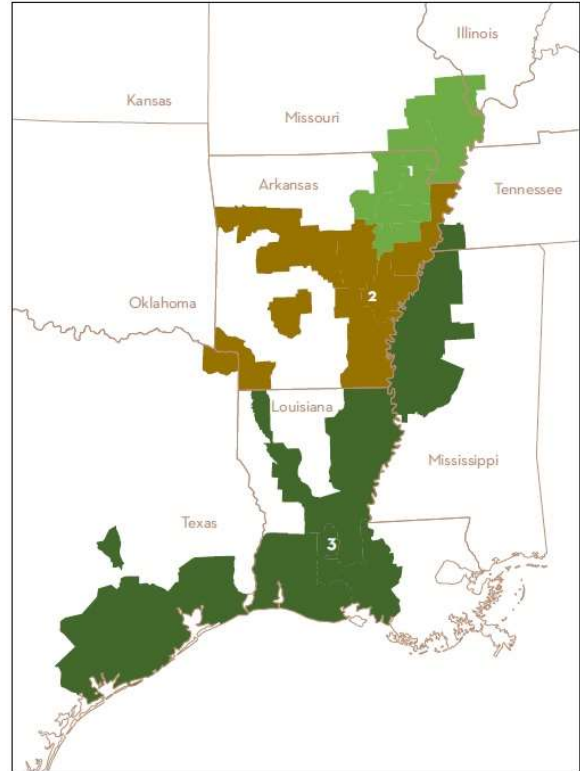 Illinois
Kansas
Missouri
1
Arkansas
Tennessee
Oklahoma
2
Louisiana
Mississippi
Texas
3